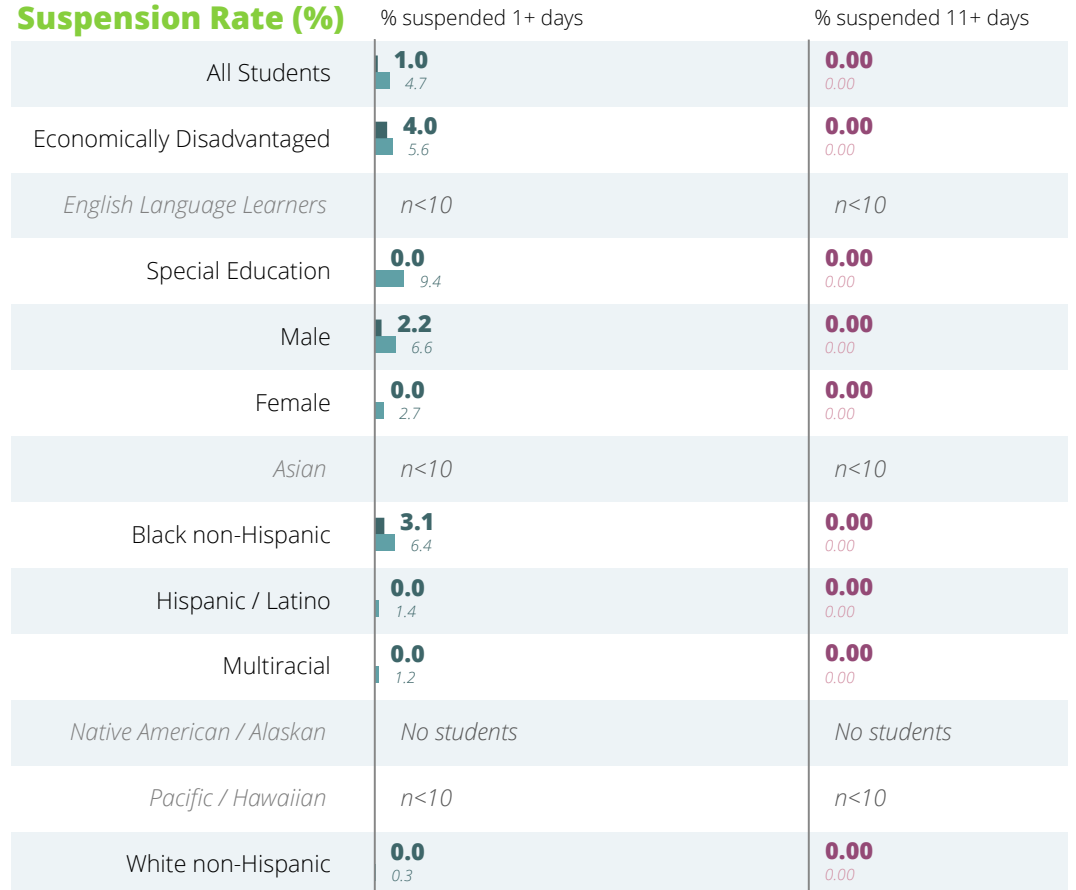 Suspension Rate (%) % suspended 1+ days % suspended 11+ days
All Students 1.0 0.00
4.7 0.00
Economically Disadvantaged 4.0 0.00
5.6 0.00
English Language Learners n<10 n<10
Special Education 0.0 0.00
9.4 0.00
Male 2.2 0.00
6.6 0.00
Female 0.0 0.00
2.7 0.00
Asian n<10 n<10
Black non-Hispanic 3.1 0.00
6.4 0.00
Hispanic / Latino 0.0 0.00
1.4 0.00
Multiracial 0.0 0.00
1.2 0.00
Native American / Alaskan No students No students
Pacific / Hawaiian n<10 n<10
White non-Hispanic 0.0 0.00
0.3 0.00